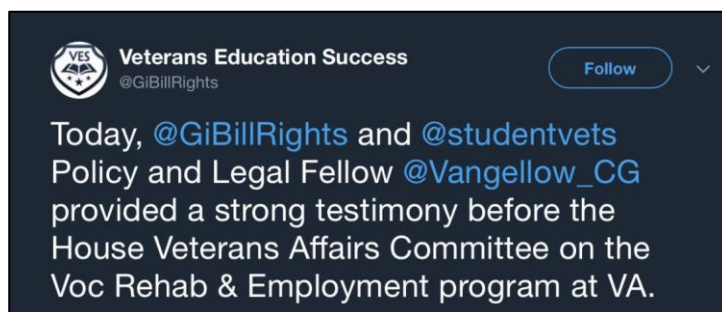 VES
Veterans Education Success
@GiBillRights
Follow
Today, @GiBillRights and @studentvets
Policy and Legal Fellow @Vangellow_CG
provided a strong testimony before the
House Veterans Affairs Committee on the
Voc Rehab & Employment program at VA.